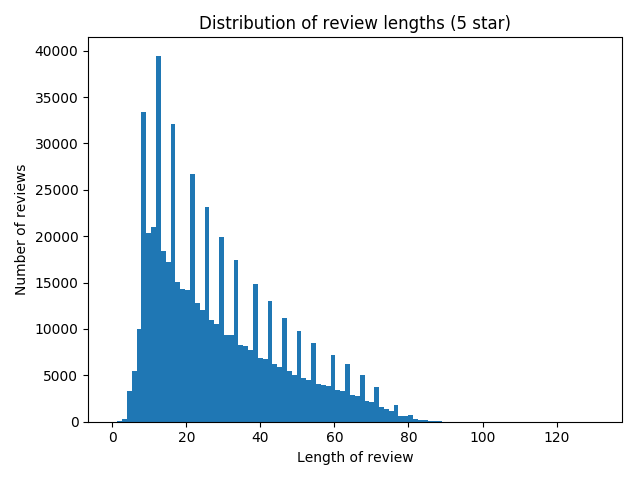 Distribution of review lengths (5 star)
40000
35000
30000
25000
20000
15000
10000
5000
0
Number of reviews
0 20 40 60 80 100 120
Length of review